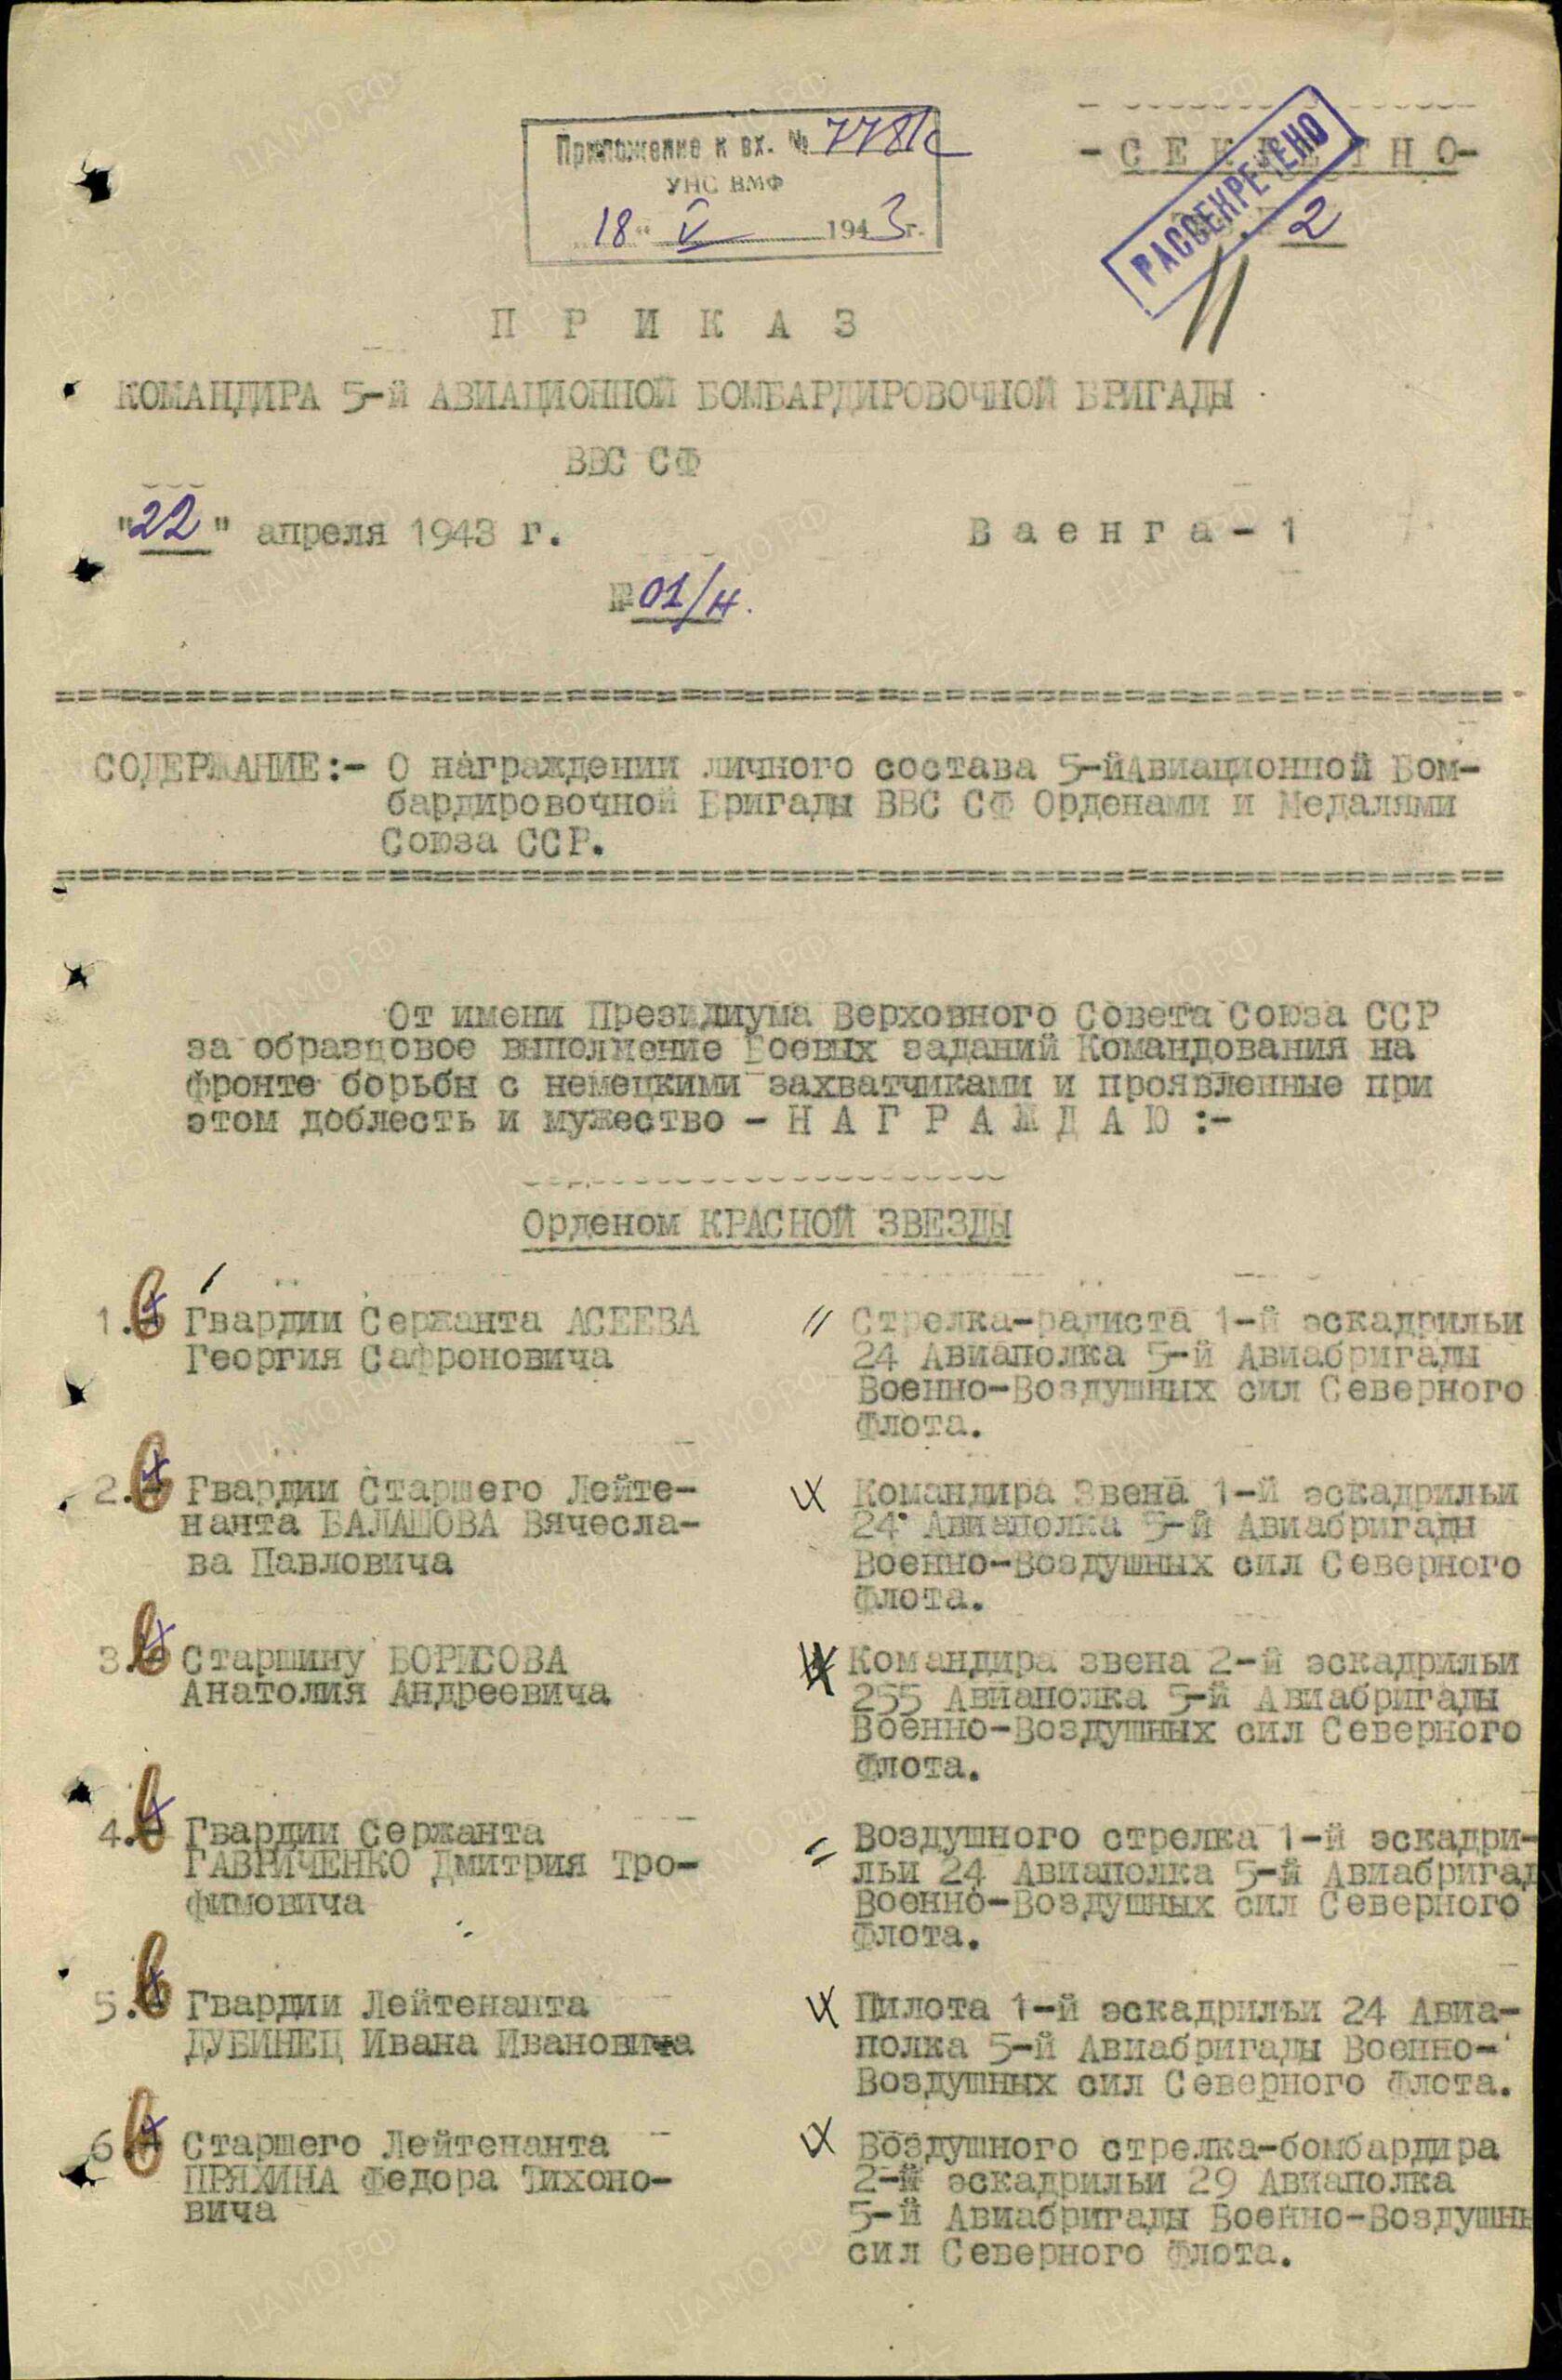 Приложение к вх. № 7781с
УНС ВМФ
"18" V 1943 г.
-СЕКРЕТНО-
РАССЕКРЕЧЕНО
2
П Р И К А З
КОМАНДИРА 5-й АВИАЦИОННОЙ БОМБАРДИРОВОЧНОЙ БРИГАДЫ
ВВС СФ
"22" апреля 1943 г. В а е н г а - 1
№ 01/н.
СОДЕРЖАНИЕ:- О награждении личного состава 5-йАвиационной Бом-
бардировочной Бригады ВВС СФ Орденами и Медалями
Союза ССР.
От имени Президиума Верховного Совета Союза ССР
за образцовое выполнение Боевых заданий Командования на
фронте борьбы с немецкими захватчиками и проявленные при
этом доблесть и мужество - Н А Г Р А Ж Д А Ю :-
Орденом КРАСНОЙ ЗВЕЗДЫ
1. Гвардии Сержанта АСЕЕВА
Георгия Сафроновича
Стрелка-радиста 1-й эскадрильи
24 Авиаполка 5-й Авиабригады
Военно-Воздушных сил Северного
Флота.
2. Гвардии Старшего Лейте-
нанта БАЛАШОВА Вячесла-
ва Павловича
Командира Звена 1-й эскадрильи
24 Авиаполка 5-й Авиабригады
Военно-Воздушных сил Северного
Флота.
3. Старшину БОРИСОВА
Анатолия Андреевича
Командира звена 2-й эскадрильи
255 Авиаполка 5-й Авиабригады
Военно-Воздушных сил Северного
Флота.
4. Гвардии Сержанта
ГАВРИЧЕНКО Дмитрия Тро-
фимовича
Воздушного стрелка 1-й эскадри-
льи 24 Авиаполка 5-й Авиабригад
Военно-Воздушных сил Северного
Флота.
5. Гвардии Лейтенанта
ДУБИНЕЦ Ивана Ивановича
Пилота 1-й эскадрильи 24 Авиа-
полка 5-й Авиабригады Военно-
Воздушных сил Северного Флота.
6 Старшего Лейтенанта
ПРЯХИНА Федора Тихоно-
вича
Воздушного стрелка-бомбардира
2-й эскадрильи 29 Авиаполка
5-й Авиабригады Военно-Воздушны
сил Северного Флота.